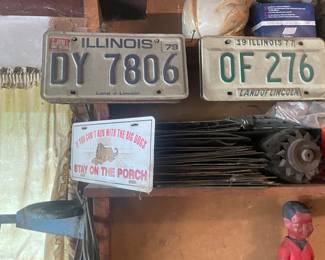 ILLINOIS 79
DY 7806
Land of Lincoln
19 ILLINOIS 77
OF 276
LAND OF LINCOLN
IF YOU CAN'T RUN WITH THE BIG DOGS
STAY ON THE PORCH